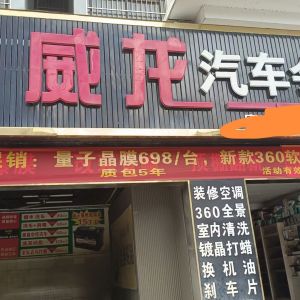 威龙汽车
销：量子晶膜698/台，新款360软
质包5年
活动有效
装修空调
360全景
室内清洗
镀晶打蜡
换机油
刹车片